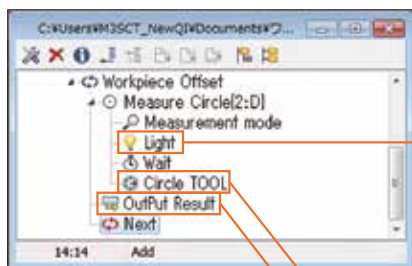 C:¥Users¥M3SCT_NewQI¥Documents¥ワ...
Workpiece Offset
Measure Circle(2:D)
Measurement mode
Light
Wait
Circle TOOL
OutPut Result
Next
14:14 Add